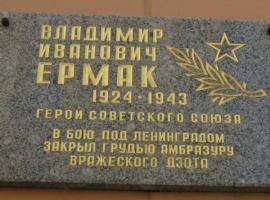 ВЛАДИМИР
ИВАНОВИЧ
ЕРМАК
1924-1943
ГЕРОЙ СОВЕТСКОГО СОЮЗА
В БОЮ ПОД ЛЕНИНГРАДОМ
ЗАКРЫЛ ГРУДЬЮ АМБРАЗУРУ
ВРАЖЕСКОГО ДЗОТА